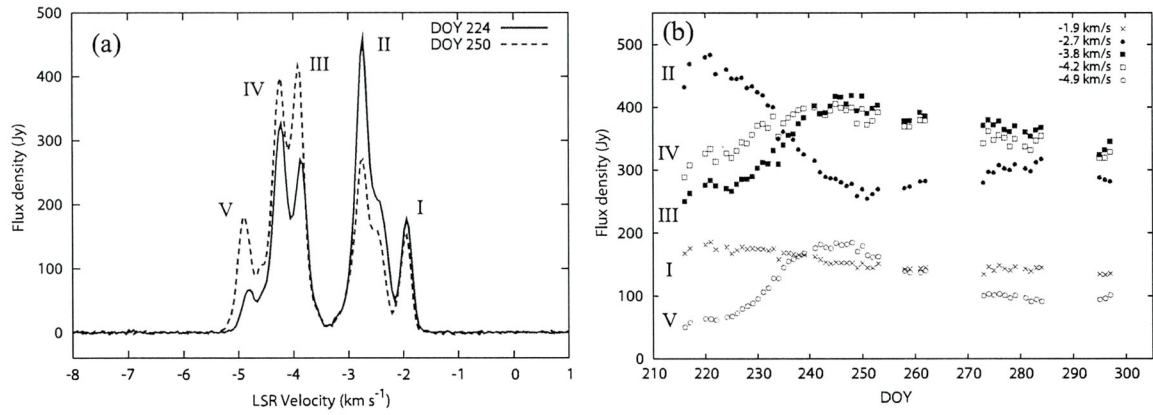 (a)
DOY 224
DOY 250
I
II
III
IV
V
500
400
300
200
100
0
Flux density (Jy)
-8 -7 -6 -5 -4 -3 -2 -1 0 1
LSR Velocity (km s⁻¹)
(b)
-1.9 km/s
-2.7 km/s
-3.8 km/s
-4.2 km/s
-4.9 km/s
II
IV
III
I
V
500
400
300
200
100
0
Flux density (Jy)
210 220 230 240 250 260 270 280 290 300
DOY